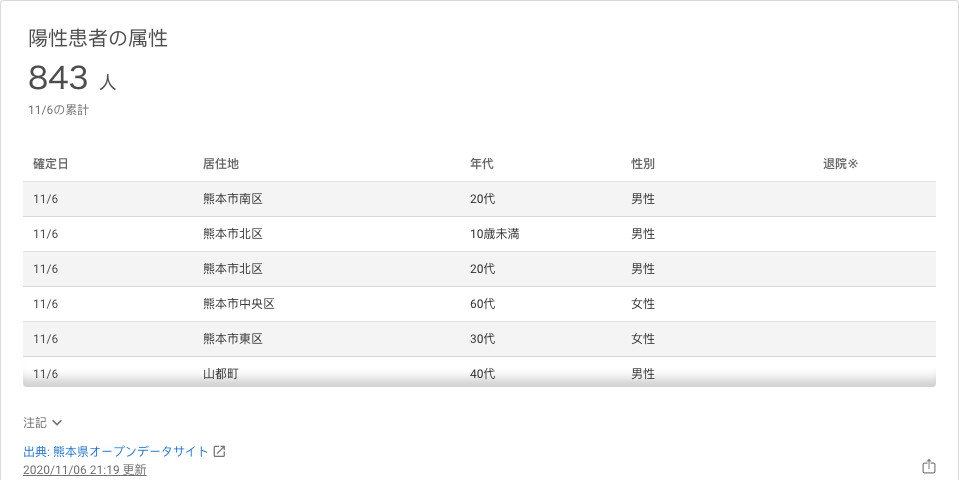 陽性患者の属性
843 人
11/6の累計
確定日 居住地 年代 性別 退院※
11/6 熊本市南区 20代 男性
11/6 熊本市北区 10歳未満 男性
11/6 熊本市北区 20代 男性
11/6 熊本市中央区 60代 女性
11/6 熊本市東区 30代 女性
11/6 山都町 40代 男性
注記
出典: 熊本県オープンデータサイト
2020/11/06 21:19 更新